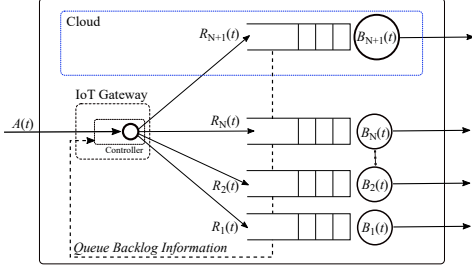 Cloud
R_{N+1}(t)
B_{N+1}(t)
IoT Gateway
A(t)
R_N(t)
B_N(t)
Controller
R_2(t)
B_2(t)
R_1(t)
B_1(t)
Queue Backlog Information